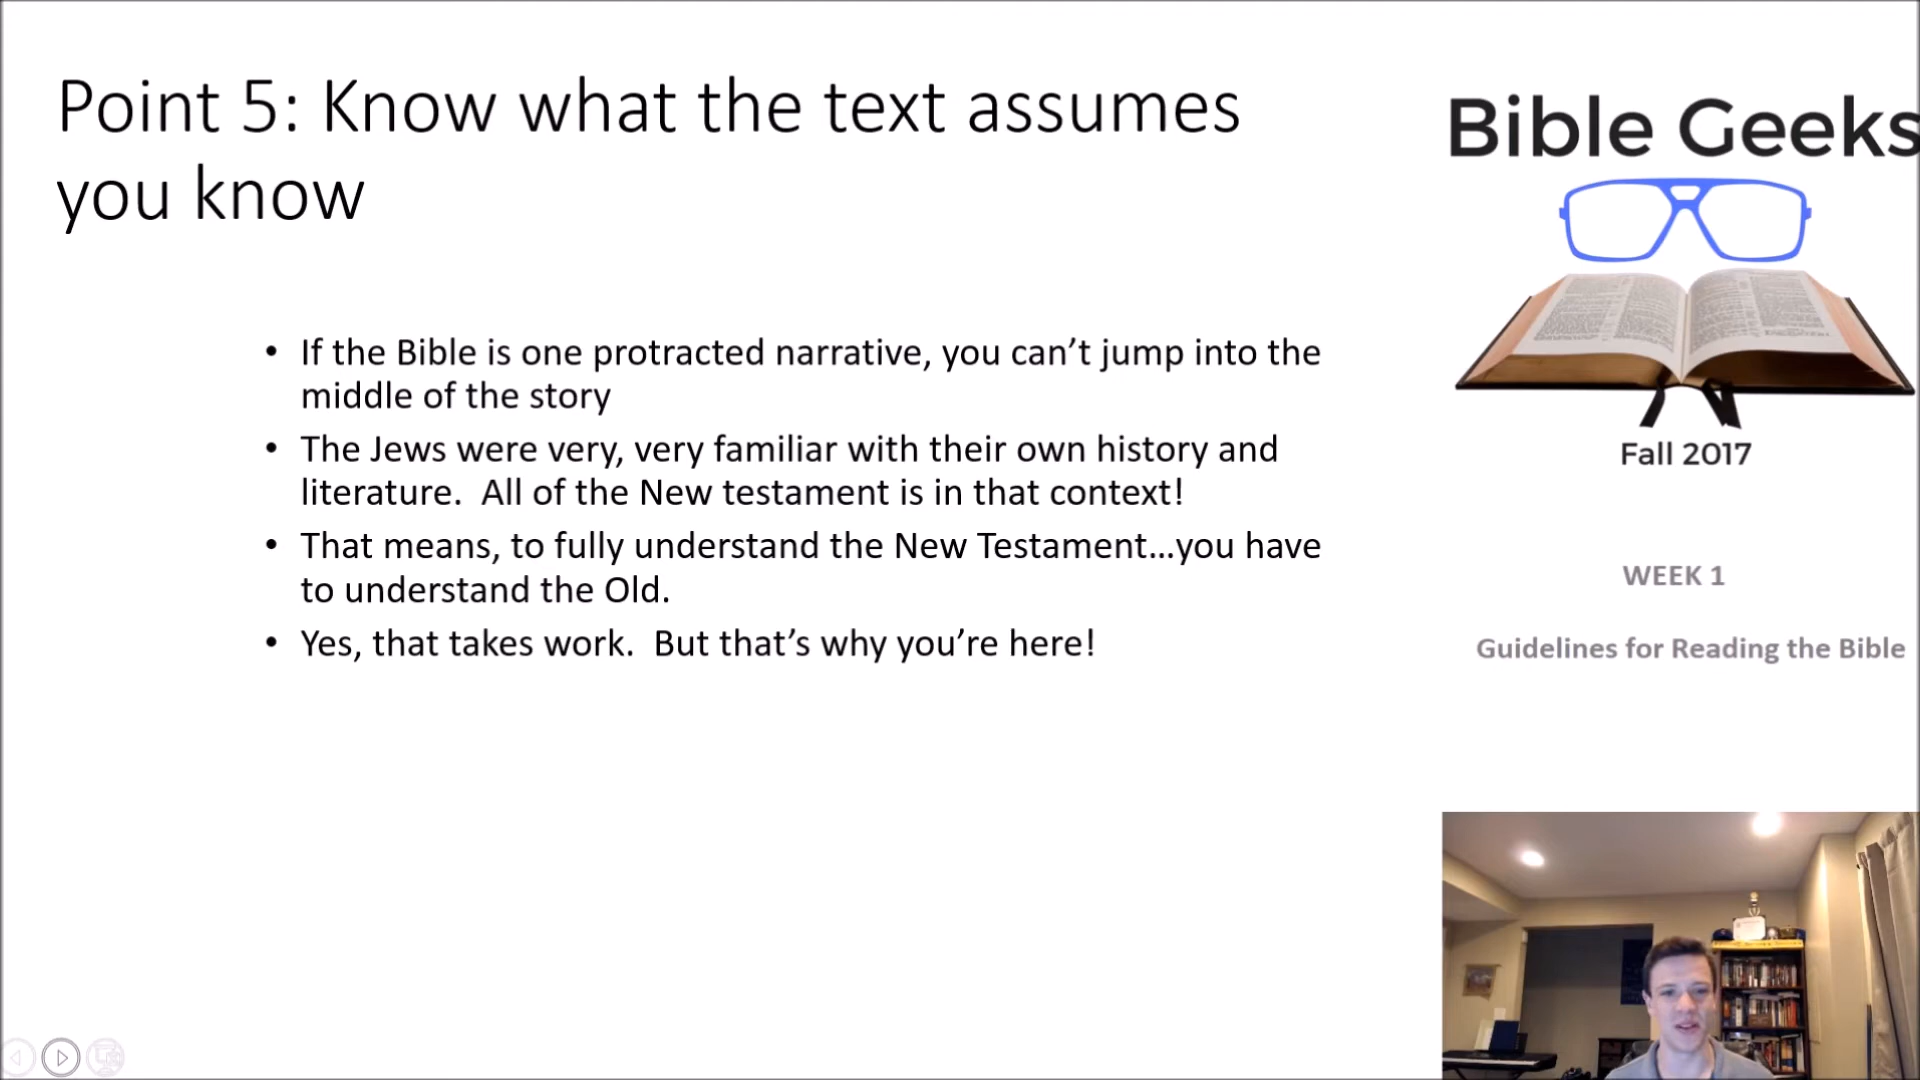 Point 5: Know what the text assumes
you know
• If the Bible is one protracted narrative, you can’t jump into the
middle of the story
• The Jews were very, very familiar with their own history and
literature.  All of the New testament is in that context!
• That means, to fully understand the New Testament…you have
to understand the Old.
• Yes, that takes work.  But that’s why you’re here!
Bible Geeks
Fall 2017
WEEK 1
Guidelines for Reading the Bible